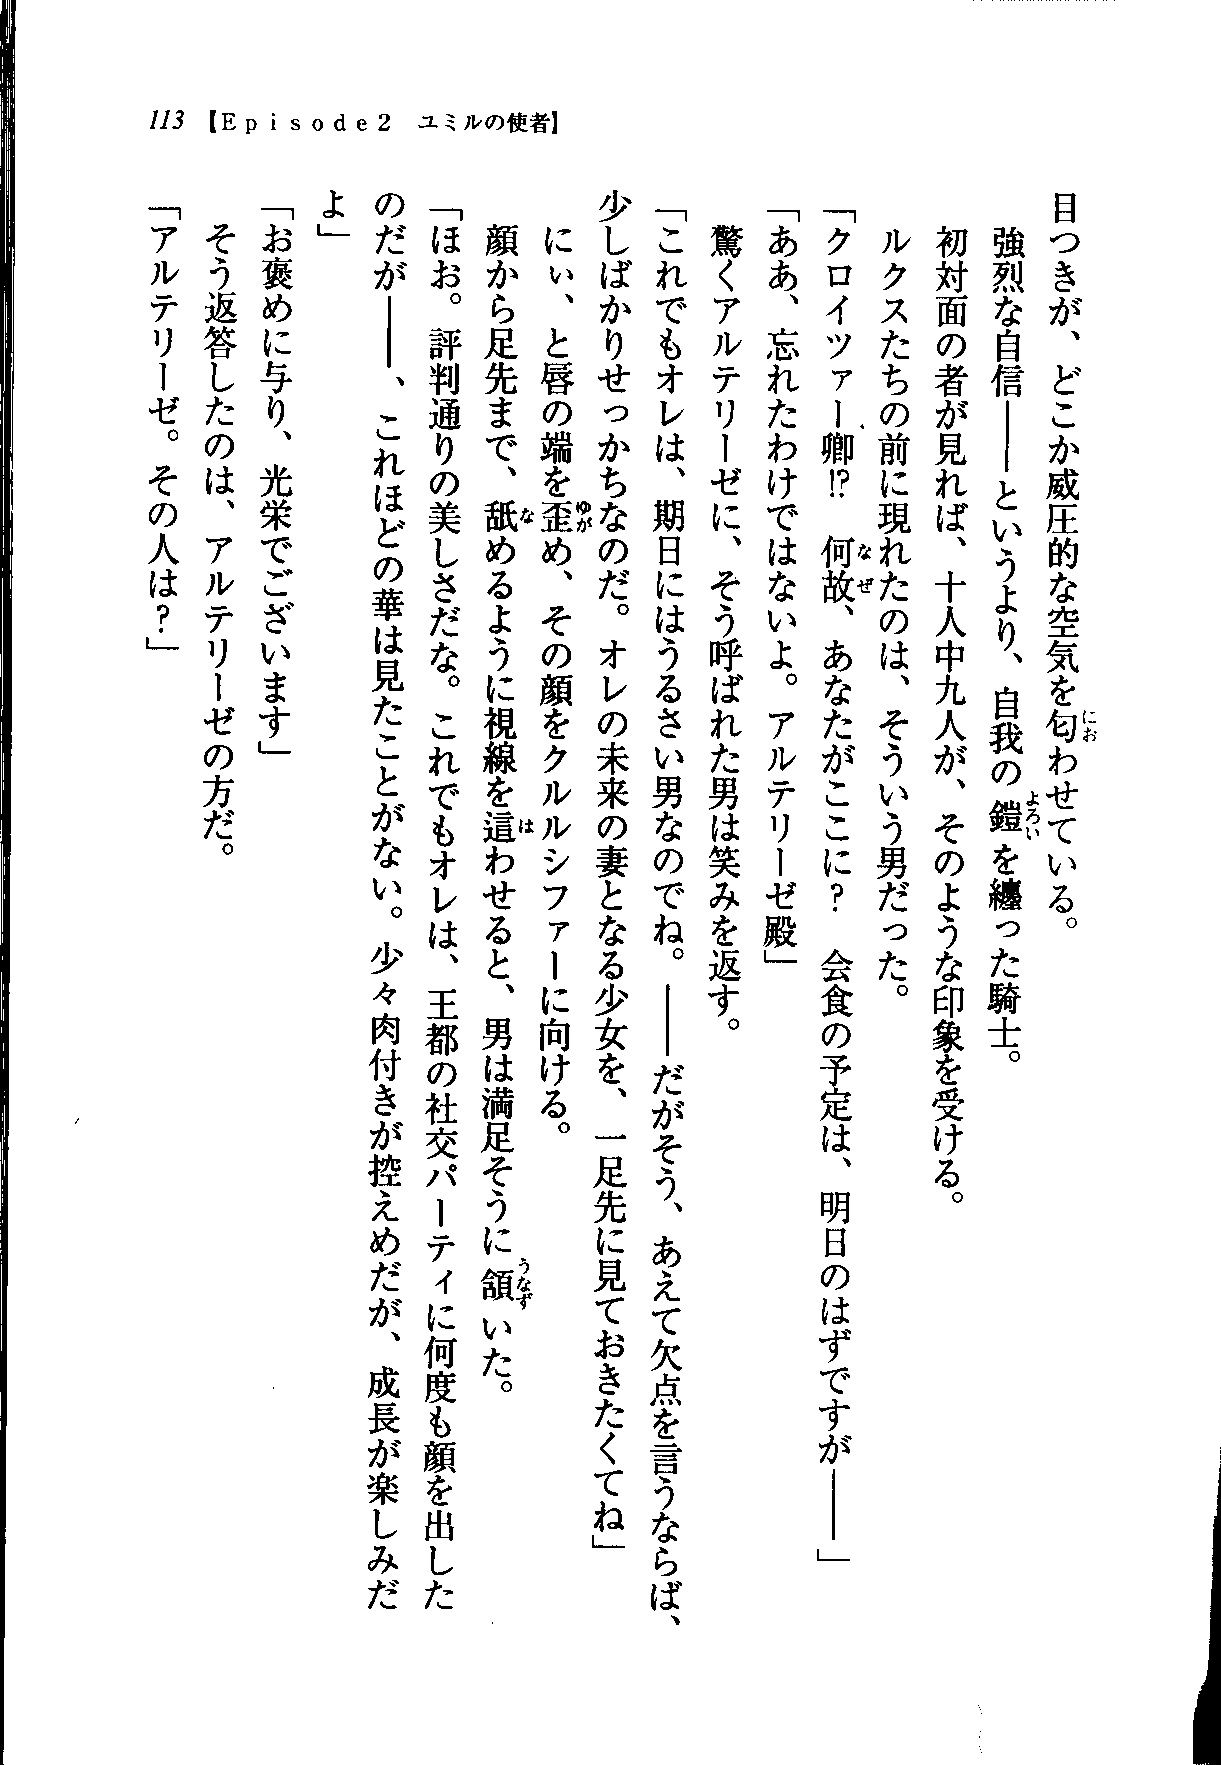 113 【Episode2　ユミルの使者】
目つきが、どこか威圧的な空気を匂わせている。
強烈な自信――というより、自我の鎧を纏った騎士。
初対面の者が見れば、十人中九人が、そのような印象を受ける。
ルクスたちの前に現れたのは、そういう男だった。
「クロイツァー卿!?　何故、あなたがここに？　会食の予定は、明日のはずですが――」
「ああ、忘れたわけではないよ。アルテリーゼ殿」
驚くアルテリーゼに、そう呼ばれた男は笑みを返す。
「これでもオレは、期日にはうるさい男なのでね。――だがそう、あえて欠点を言うならば、
少しばかりせっかちなのだ。オレの未来の妻となる少女を、一足先に見ておきたくてね」
にぃ、と唇の端を歪め、その顔をクルルシファーに向ける。
顔から足先まで、舐めるように視線を這わせると、男は満足そうに頷いた。
「ほお。評判通りの美しさだな。これでもオレは、王都の社交パーティに何度も顔を出した
のだが――、これほどの華は見たことがない。少々肉付きが控えめだが、成長が楽しみだ
よ」
「お褒めに与り、光栄でございます」
そう返答したのは、アルテリーゼの方だ。
「アルテリーゼ。その人は？」